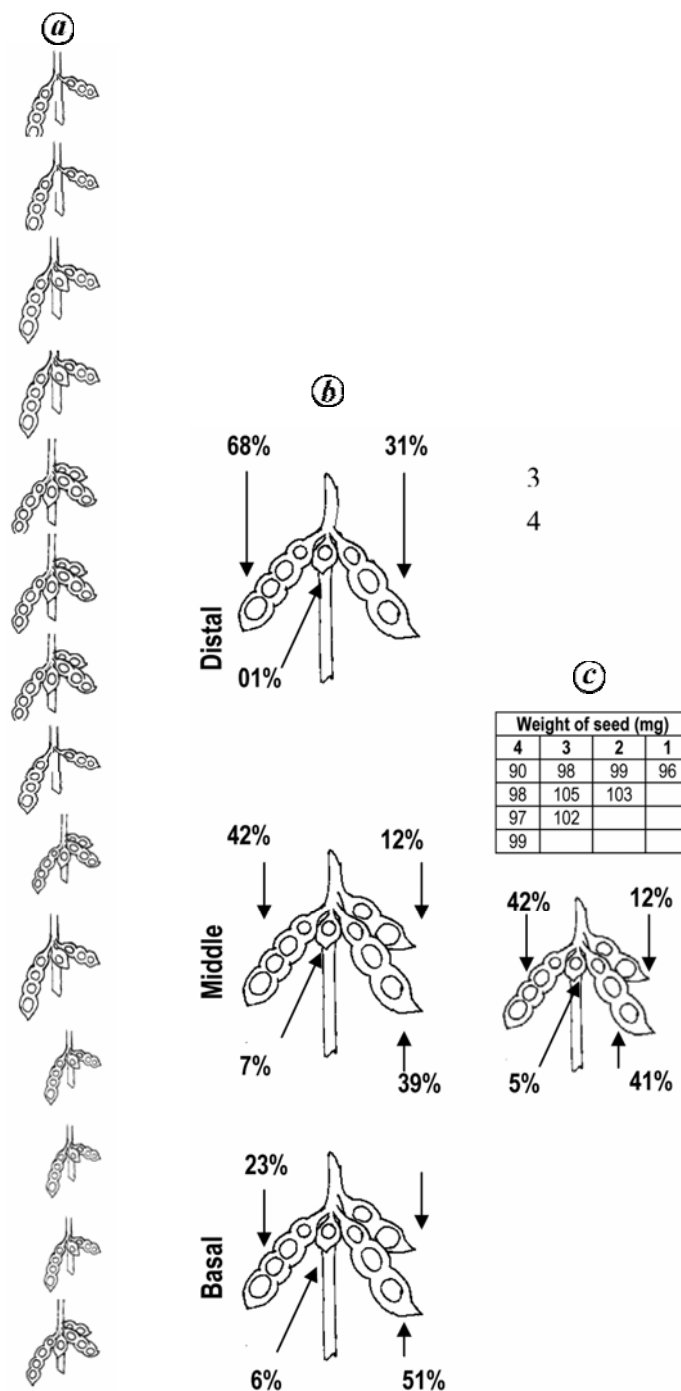 a
b
68% 31%
3
4
Distal
01%
c
Weight of seed (mg)
4 3 2 1
90 98 99 96
98 105 103
97 102
99
42% 12%
Middle
7%
39%
42% 12%
5% 41%
23%
Basal
6% 51%